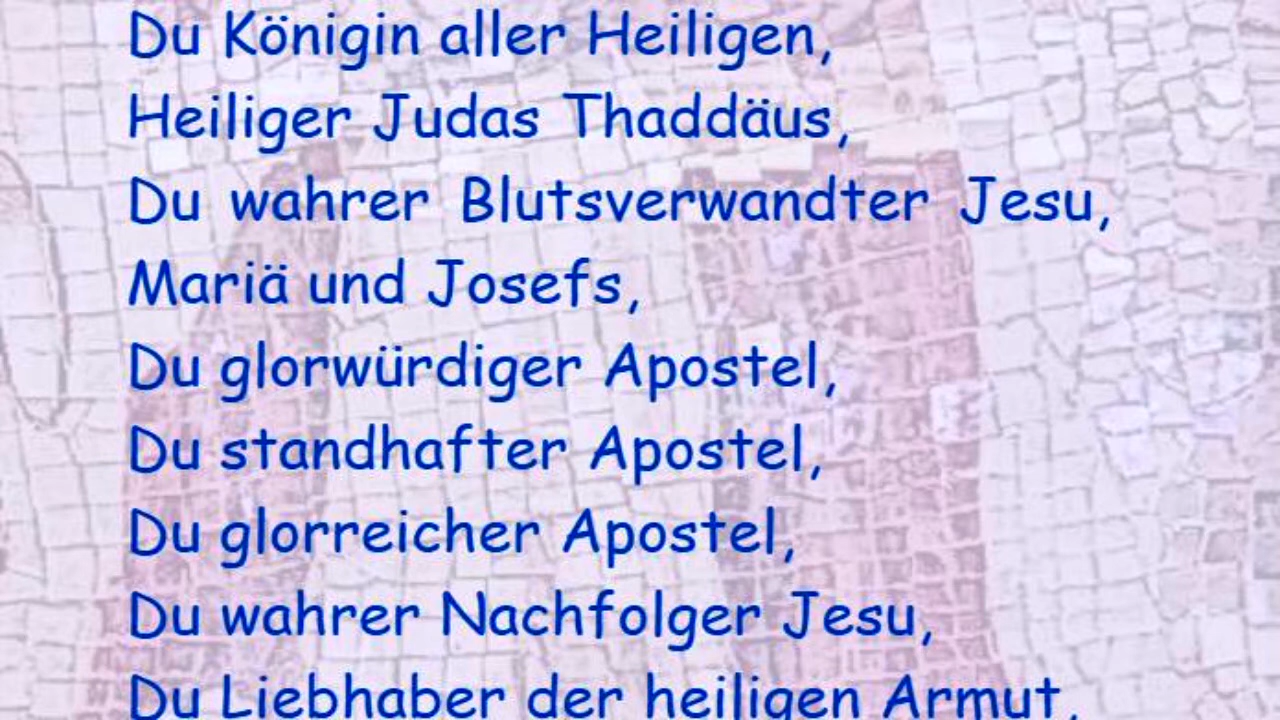 Du Königin aller Heiligen,
Heiliger Judas Thaddäus,
Du wahrer Blutsverwandter Jesu,
Mariä und Josefs,
Du glorwürdiger Apostel,
Du standhafter Apostel,
Du glorreicher Apostel,
Du wahrer Nachfolger Jesu,
Du Liebhaber der heiligen Armut,